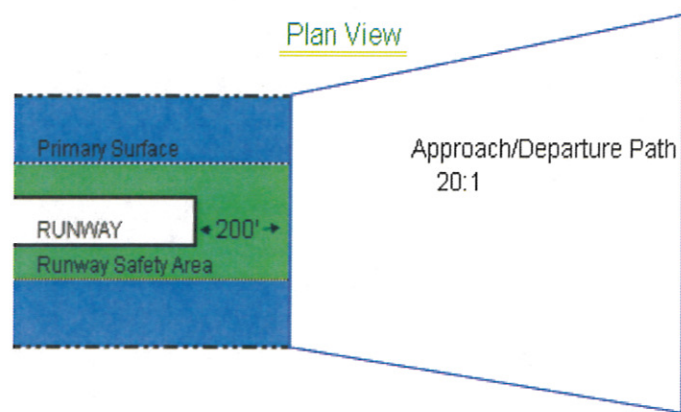 Plan View
Primary Surface
RUNWAY
200'
Runway Safety Area
Approach/Departure Path
20:1